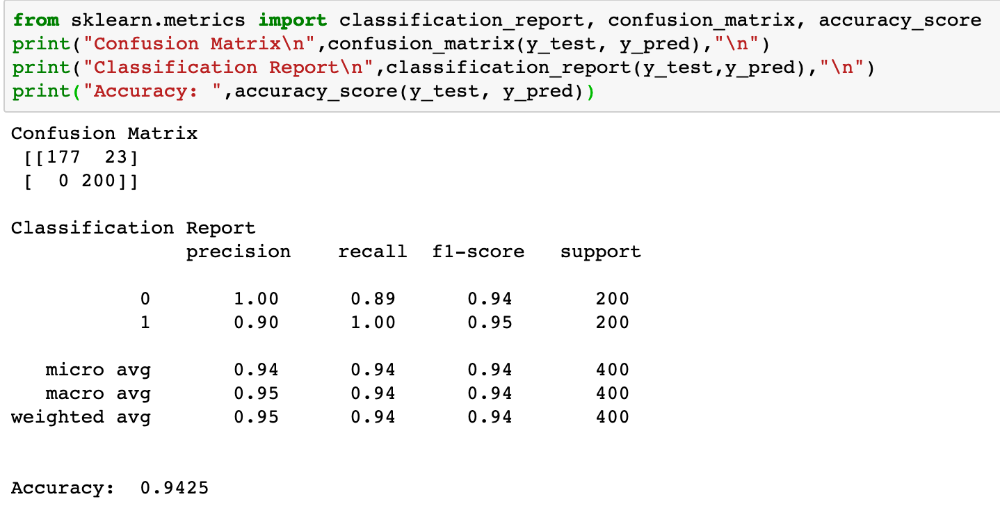 from sklearn.metrics import classification_report, confusion_matrix, accuracy_score
print("Confusion Matrix\n",confusion_matrix(y_test, y_pred),"\n")
print("Classification Report\n",classification_report(y_test,y_pred),"\n")
print("Accuracy: ",accuracy_score(y_test, y_pred))
Confusion Matrix
 [[177  23]
 [  0 200]]
Classification Report
               precision    recall  f1-score   support
           0       1.00      0.89      0.94       200
           1       0.90      1.00      0.95       200
   micro avg       0.94      0.94      0.94       400
   macro avg       0.95      0.94      0.94       400
weighted avg       0.95      0.94      0.94       400
Accuracy:  0.9425